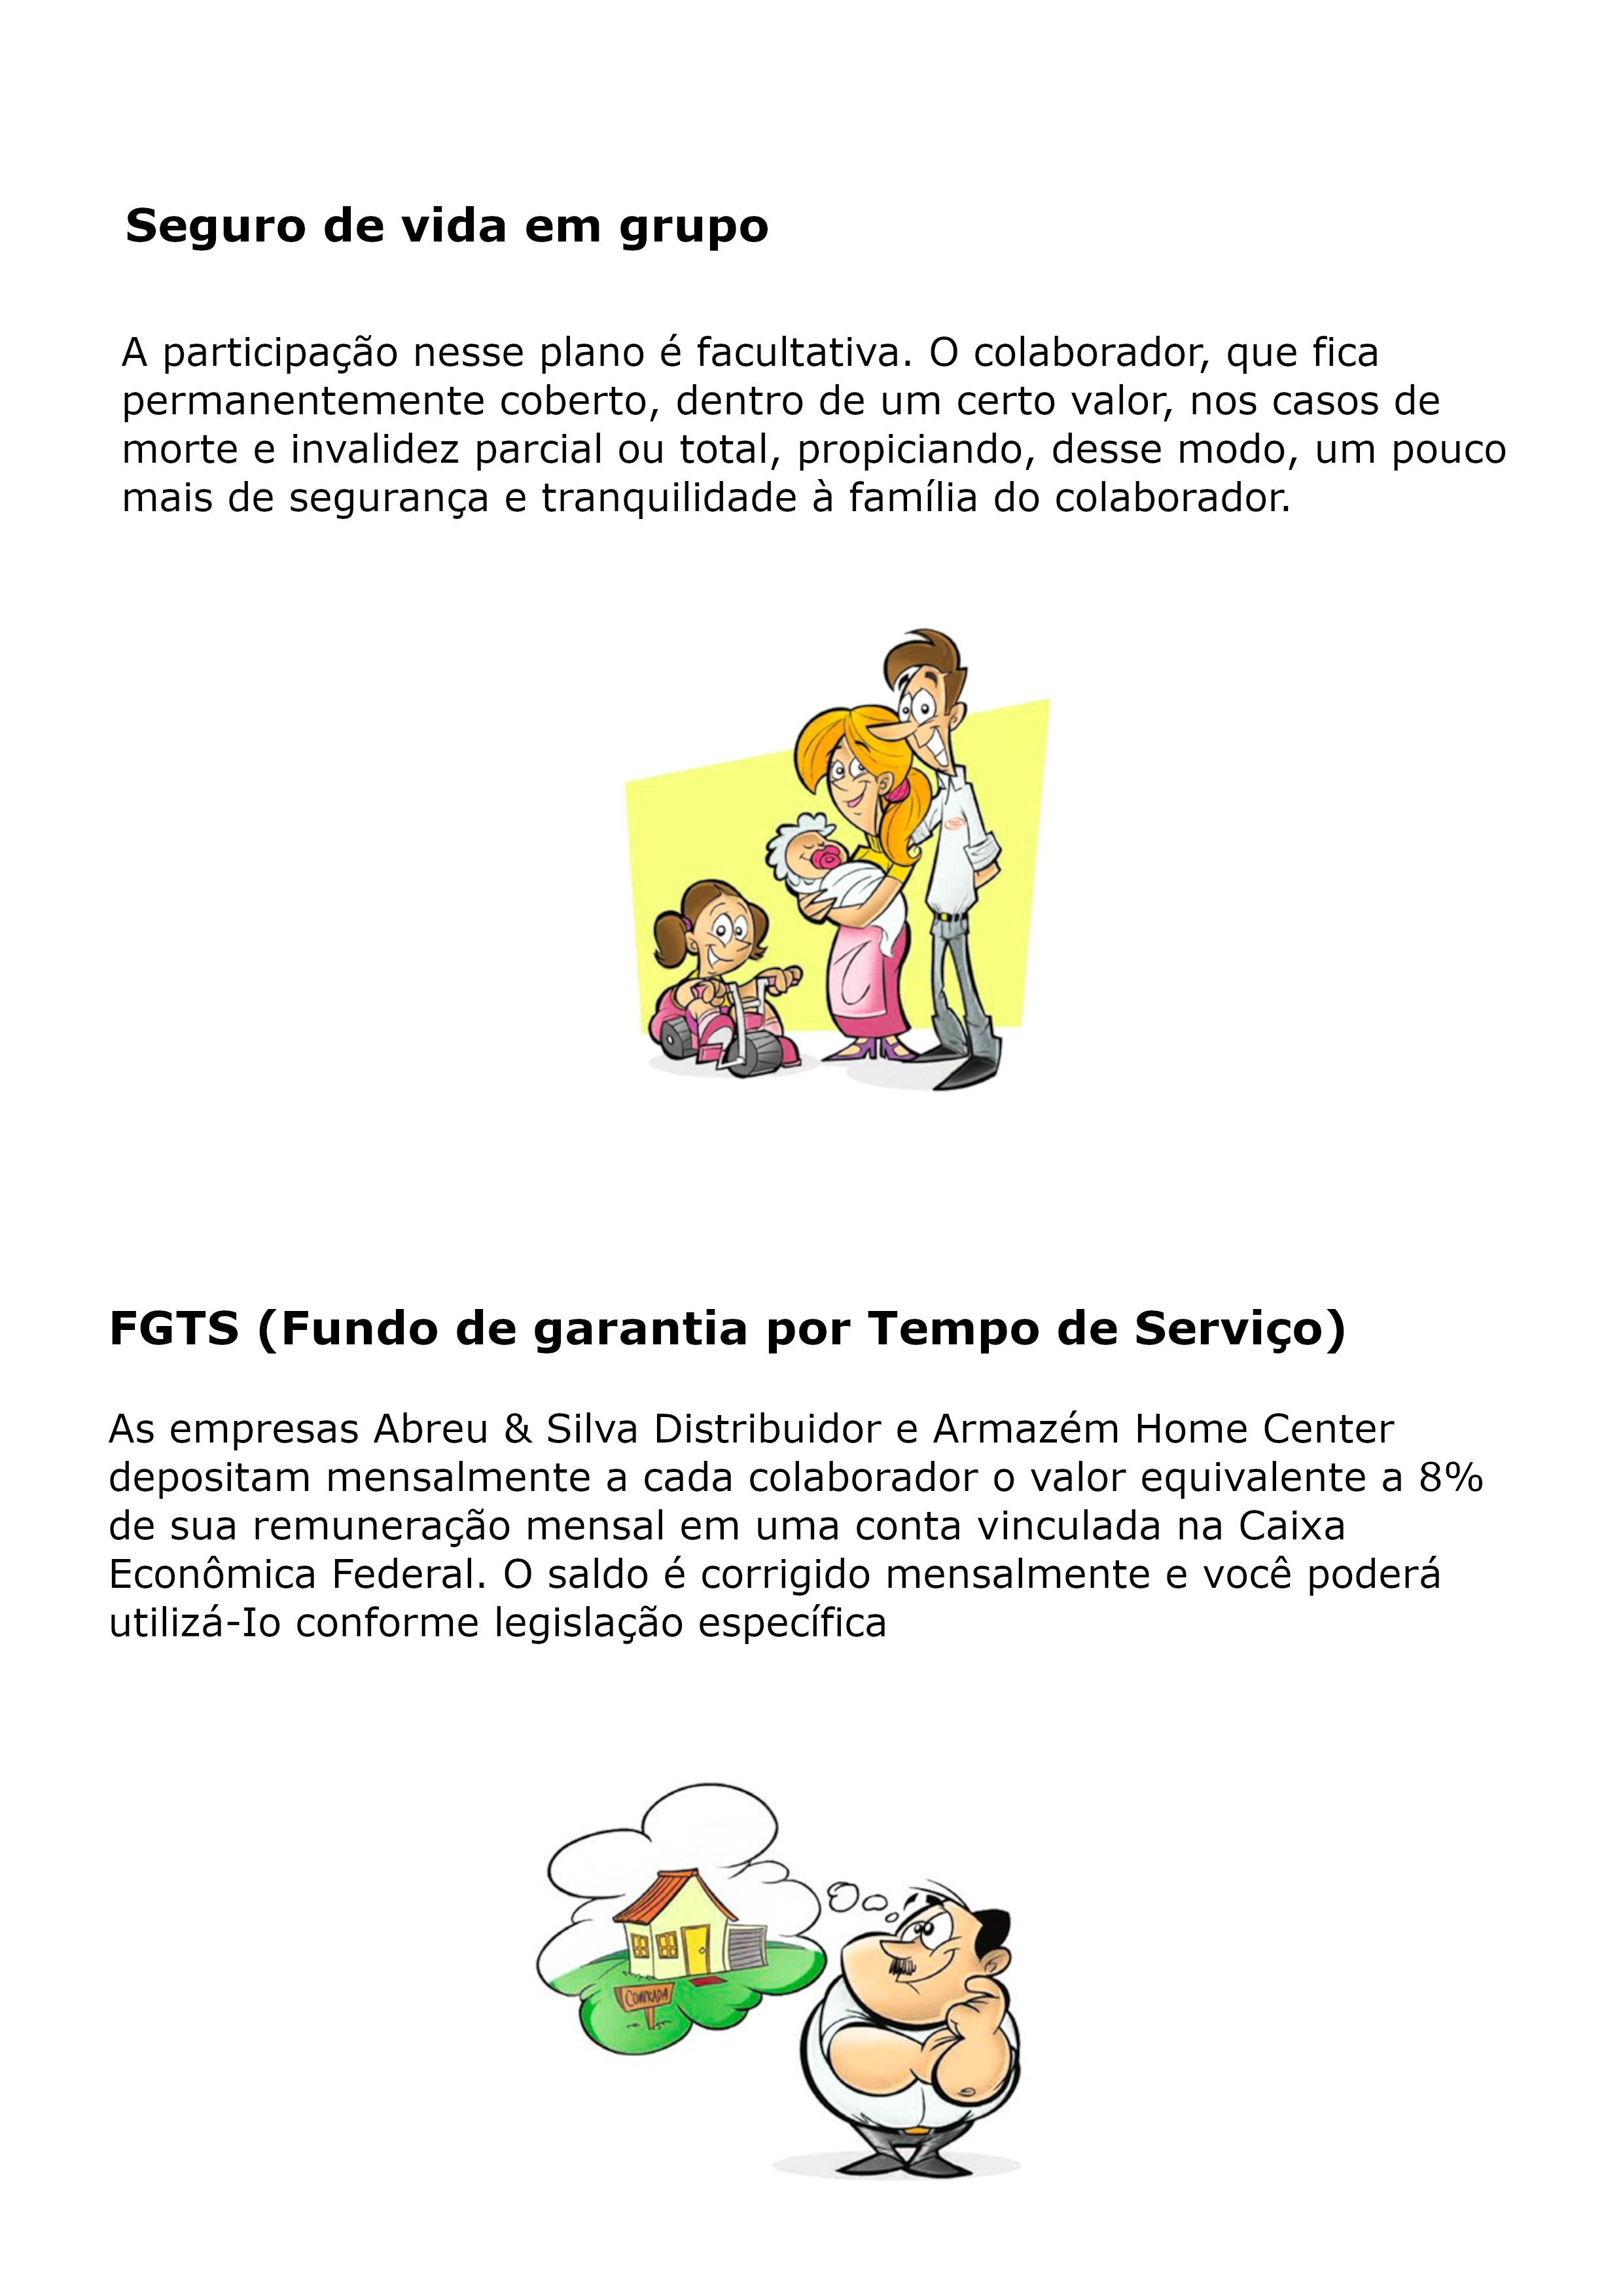 Seguro de vida em grupo
A participação nesse plano é facultativa. O colaborador, que fica
permanentemente coberto, dentro de um certo valor, nos casos de
morte e invalidez parcial ou total, propiciando, desse modo, um pouco
mais de segurança e tranquilidade à família do colaborador.
FGTS (Fundo de garantia por Tempo de Serviço)
As empresas Abreu & Silva Distribuidor e Armazém Home Center
depositam mensalmente a cada colaborador o valor equivalente a 8%
de sua remuneração mensal em uma conta vinculada na Caixa
Econômica Federal. O saldo é corrigido mensalmente e você poderá
utilizá-Io conforme legislação específica
COMPRADA